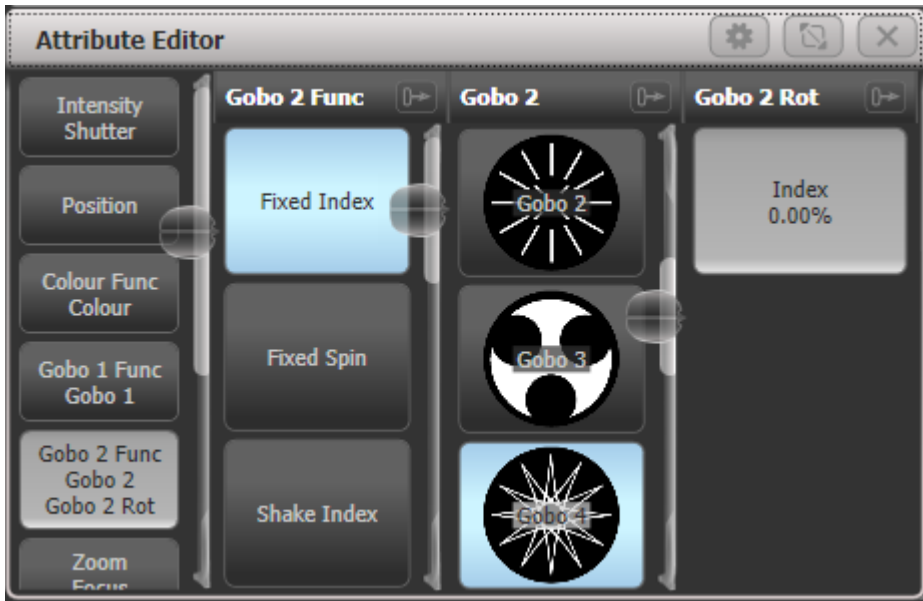 Attribute Editor
Intensity
Shutter
Position
Colour Func
Colour
Gobo 1 Func
Gobo 1
Gobo 2 Func
Gobo 2
Gobo 2 Rot
Zoom
Focus
Gobo 2 Func
Fixed Index
Fixed Spin
Shake Index
Gobo 2
Gobo 2
Gobo 3
Gobo 4
Gobo 2 Rot
Index
0.00%